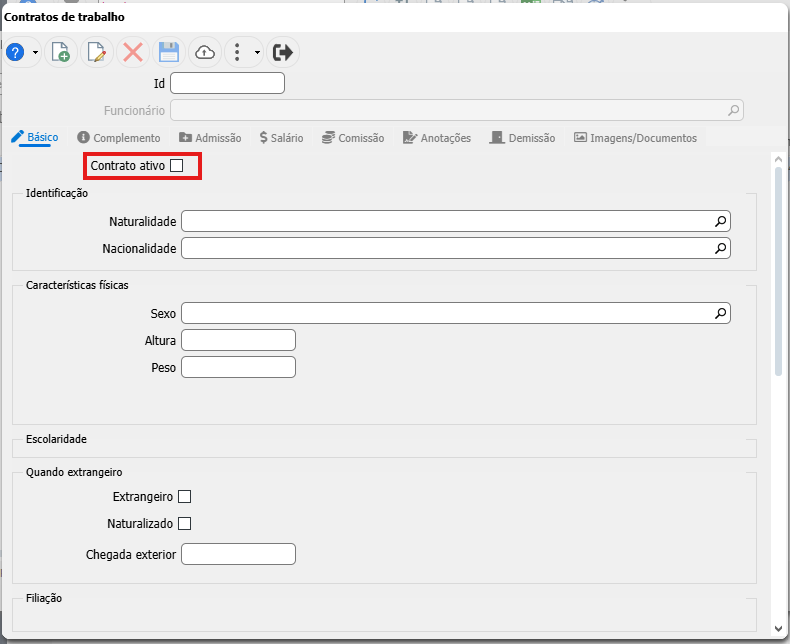 Contratos de trabalho
?
Id
Funcionário
Básico Complemento Admissão $ Salário Comissão Anotações Demissão Imagens/Documentos
Contrato ativo
Identificação
Naturalidade
Nacionalidade
Características físicas
Sexo
Altura
Peso
Escolaridade
Quando extrangeiro
Extrangeiro
Naturalizado
Chegada exterior
Filiação